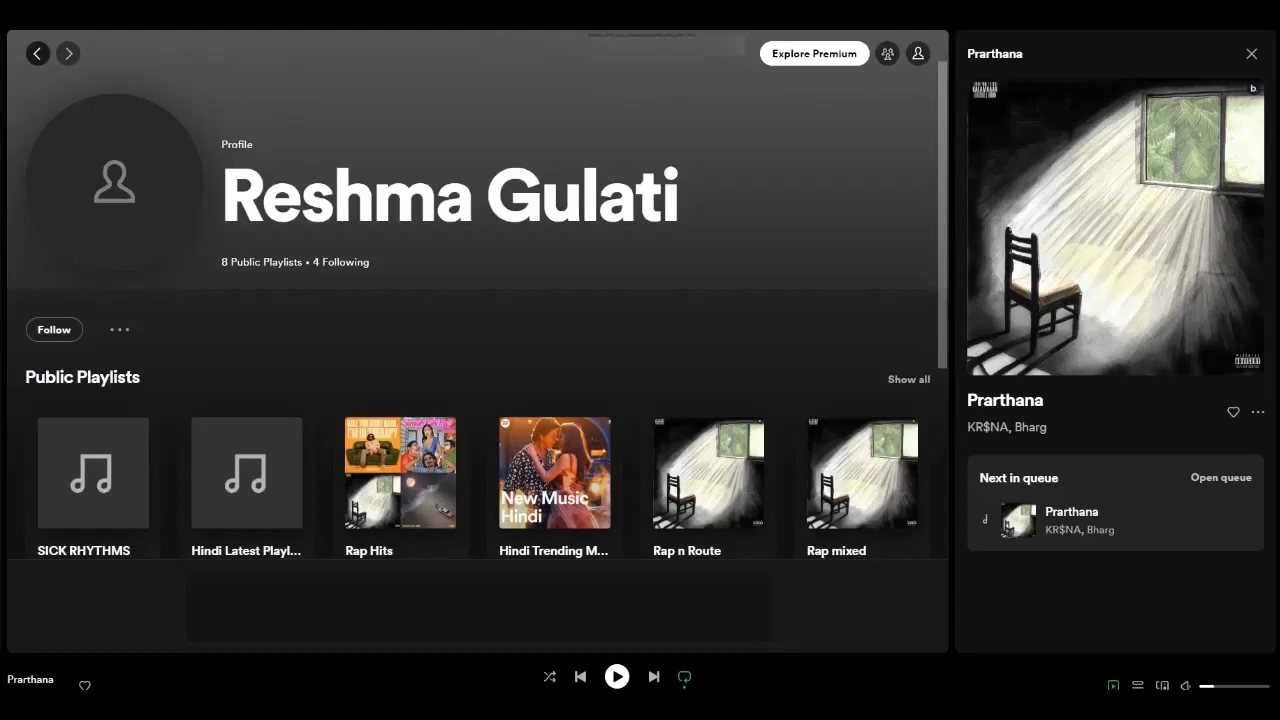 Explore Premium
Profile
Reshma Gulati
8 Public Playlists • 4 Following
Follow
Public Playlists
Show all
New Music
Hindi
SICK RHYTHMS
Hindi Latest Playl...
Rap Hits
Hindi Trending M...
Rap n Route
Rap mixed
Prarthana
KALAMKAAR
b.
Prarthana
KR$NA, Bharg
Next in queue
Open queue
Prarthana
KR$NA, Bharg
Prarthana